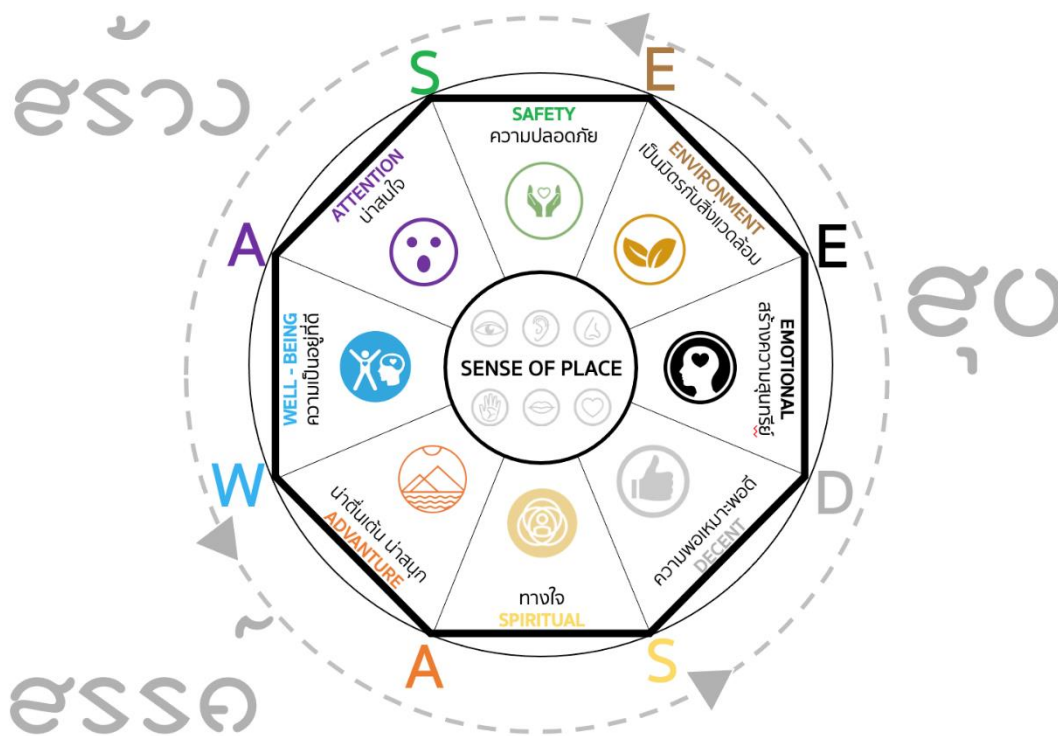 สร้าง
S
E
SAFETY
ความปลอดภัย
ATTENTION
น่าสนใจ
ENVIRONMENT
เป็นมิตรกับสิ่งแวดล้อม
A
E
สุข
WELL - BEING
ความเป็นอยู่ที่ดี
SENSE OF PLACE
EMOTIONAL
สร้างความสุนทรีย์
W
D
น่าตื่นเต้น น่าสนุก
ADVANTURE
ทางใจ
SPIRITUAL
ความพอเหมาะพอดี
DECENT
A
S
สรรค์